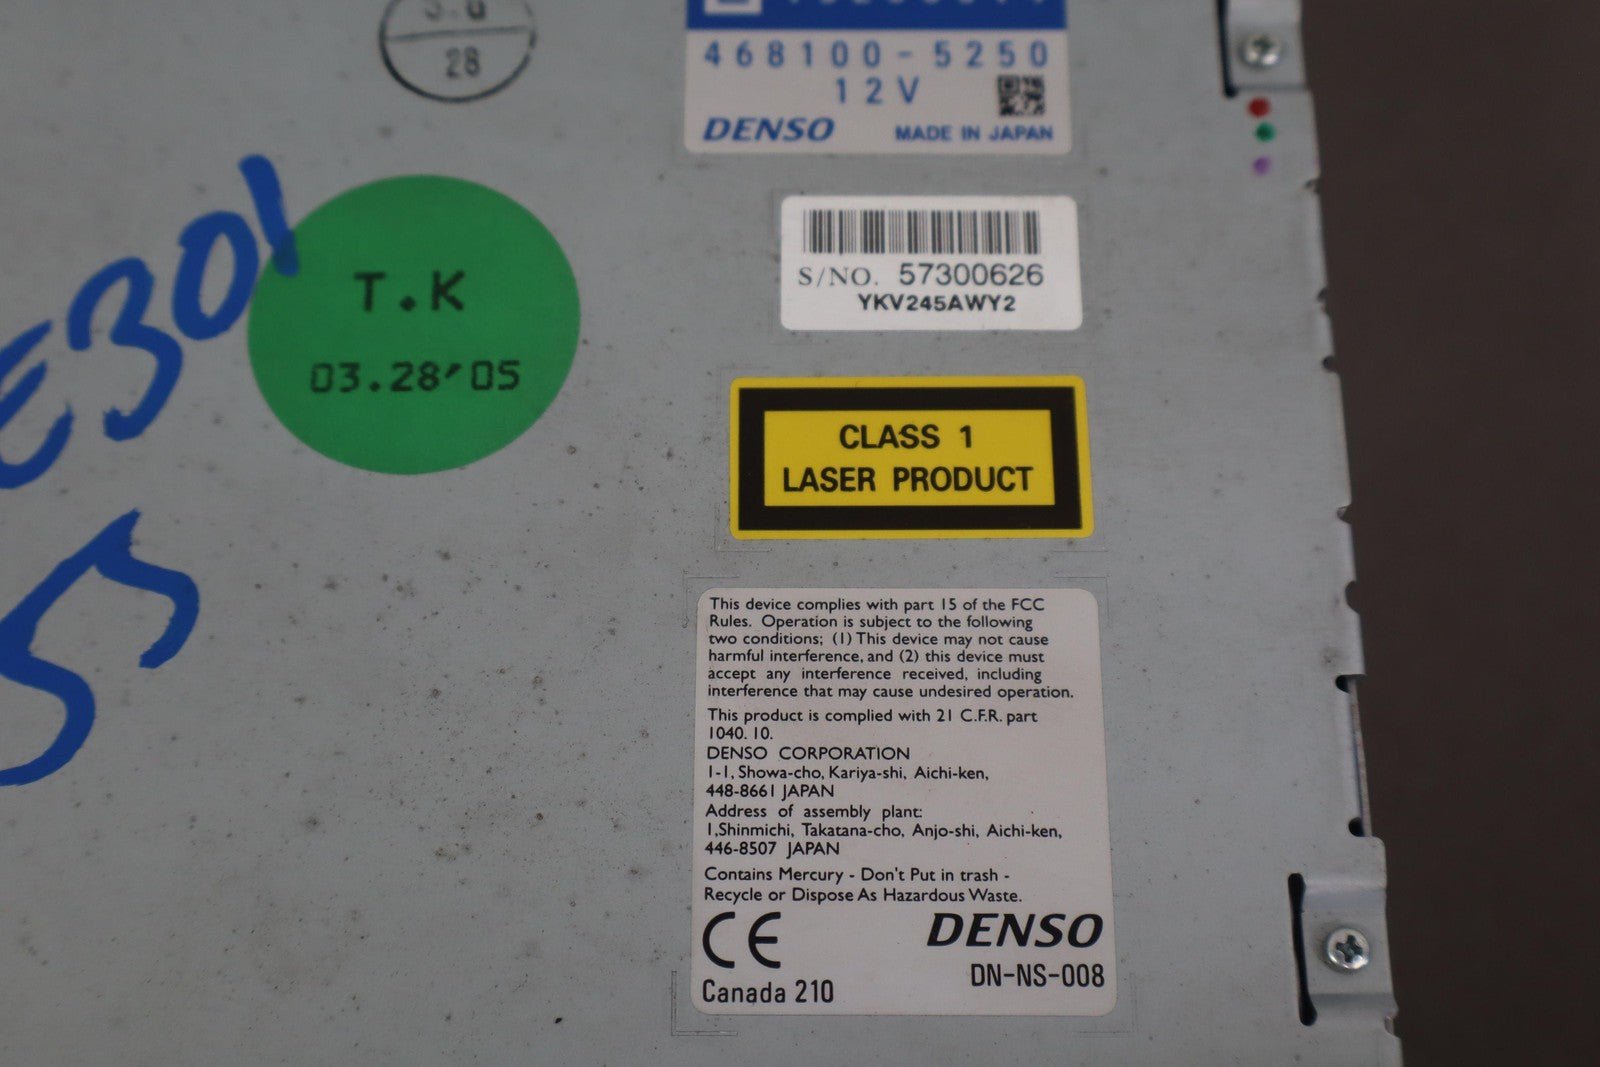 28
468100-5250
12V
DENSO MADE IN JAPAN
E301
55
T.K
03.28'05
S/NO. 57300626
YKV245AWY2
CLASS 1
LASER PRODUCT
This device complies with part 15 of the FCC
Rules. Operation is subject to the following
two conditions; (1) This device may not cause
harmful interference, and (2) this device must
accept any interference received, including
interference that may cause undesired operation.
This product is complied with 21 C.F.R. part
1040. 10.
DENSO CORPORATION
1-1, Showa-cho, Kariya-shi, Aichi-ken,
448-8661 JAPAN
Address of assembly plant:
1,Shinmichi, Takatana-cho, Anjo-shi, Aichi-ken,
446-8507 JAPAN
Contains Mercury - Don't Put in trash -
Recycle or Dispose As Hazardous Waste.
CE DENSO
DN-NS-008
Canada 210